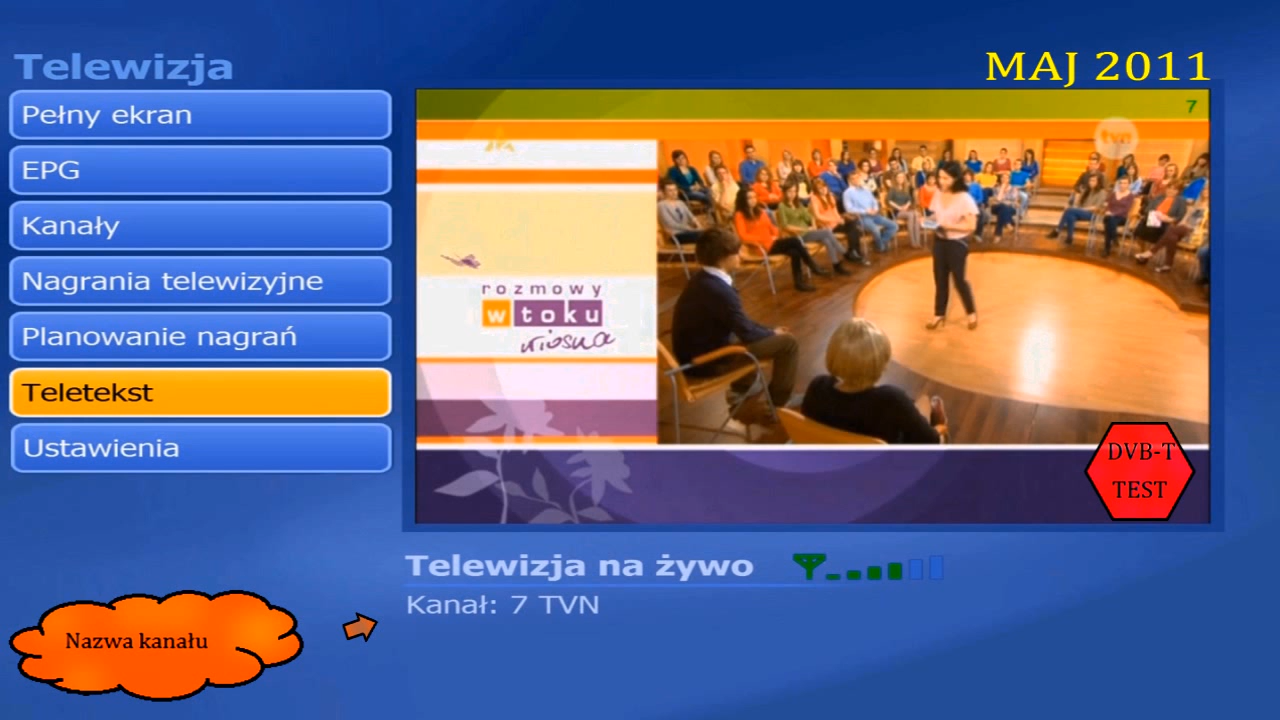 Telewizja
MAJ 2011
Pełny ekran
EPG
Kanały
Nagrania telewizyjne
Planowanie nagrań
Teletekst
Ustawienia
7
tvn
rozmowy
w toku
wiosna
DVB-T
TEST
Telewizja na żywo
Kanał: 7 TVN
Nazwa kanału